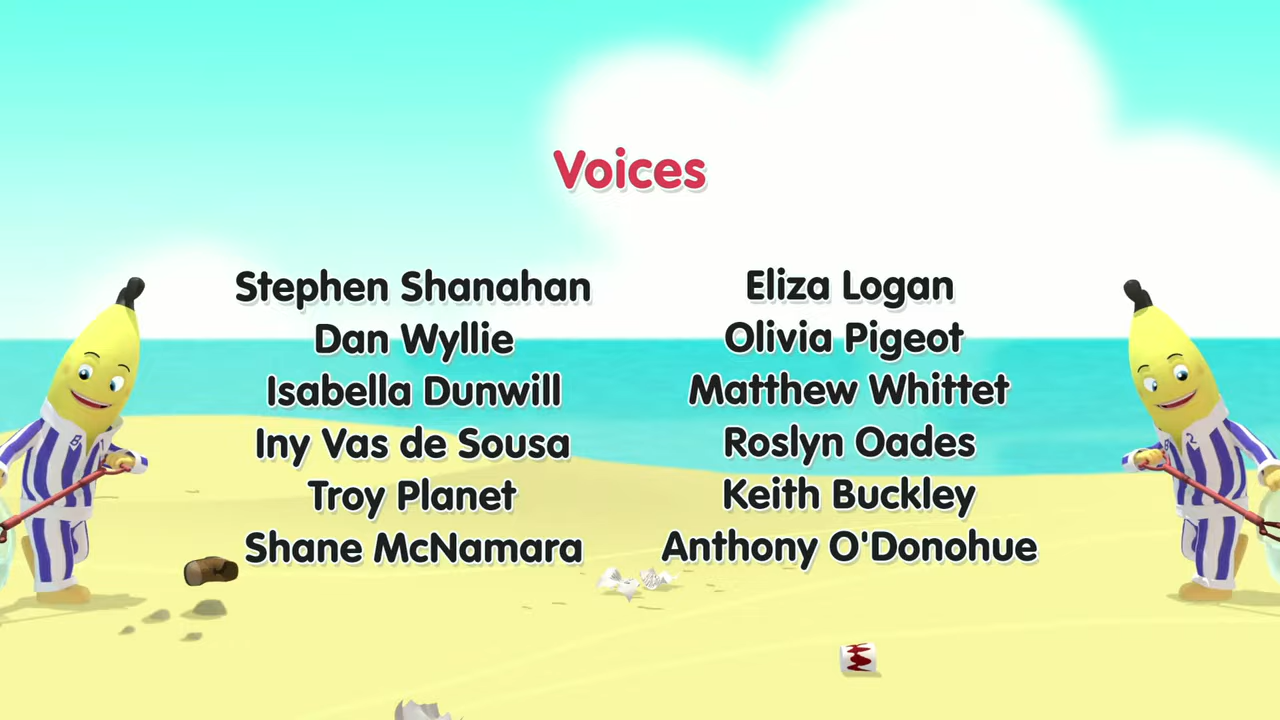 Voices
Stephen Shanahan
Dan Wyllie
Isabella Dunwill
Iny Vas de Sousa
Troy Planet
Shane McNamara
Eliza Logan
Olivia Pigeot
Matthew Whittet
Roslyn Oades
Keith Buckley
Anthony O'Donohue